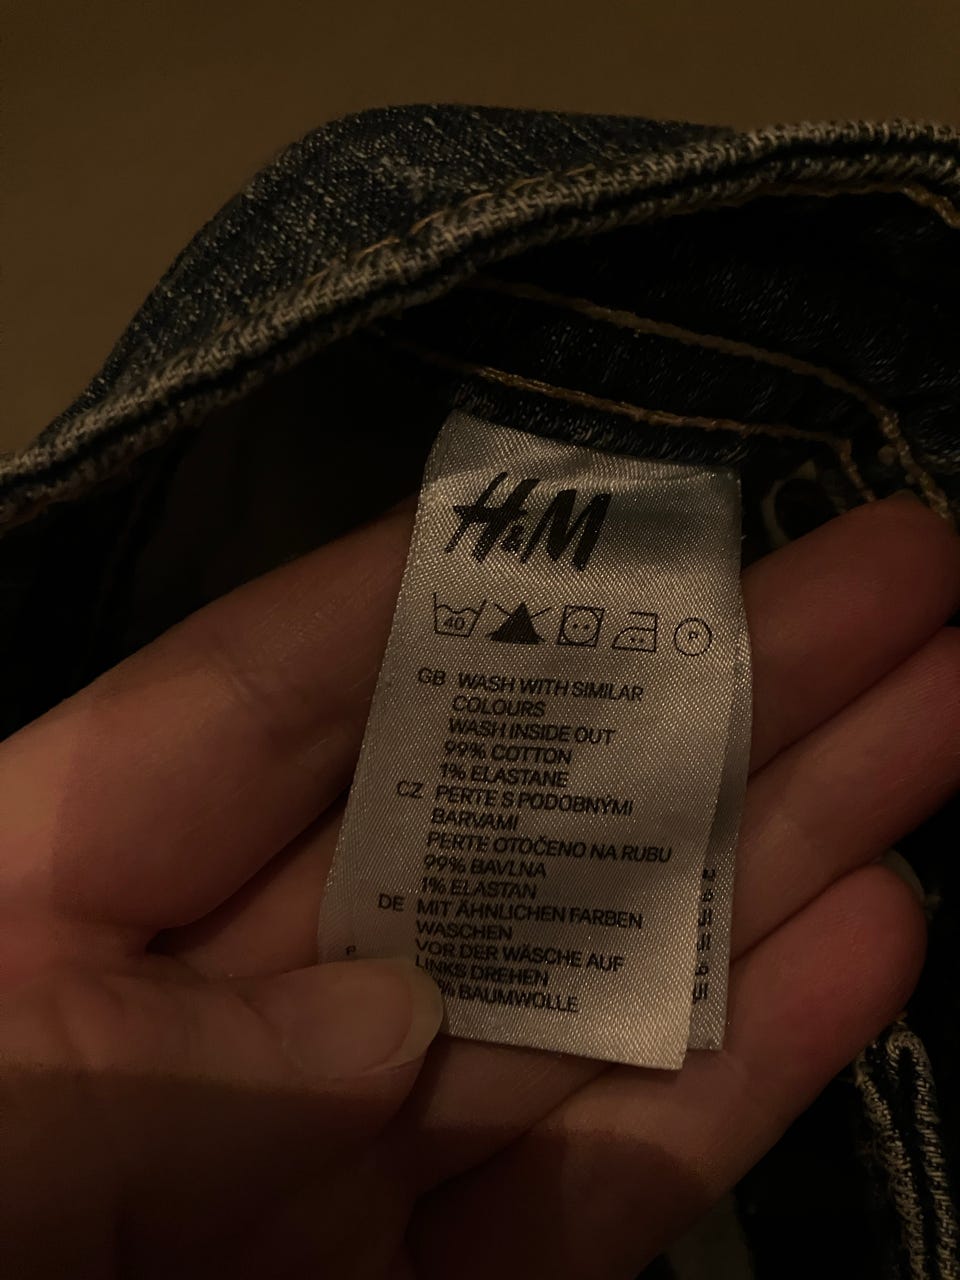 H&M
40
P
GB WASH WITH SIMILAR
COLOURS
WASH INSIDE OUT
99% COTTON
1% ELASTANE
CZ PERTE S PODOBNÝMI
BARVAMI
PERTE OTOČENO NA RUBU
99% BAVLNA
1% ELASTAN
DE MIT ÄHNLICHEN FARBEN
WASCHEN
VOR DER WÄSCHE AUF
LINKS DREHEN
% BAUMWOLLE